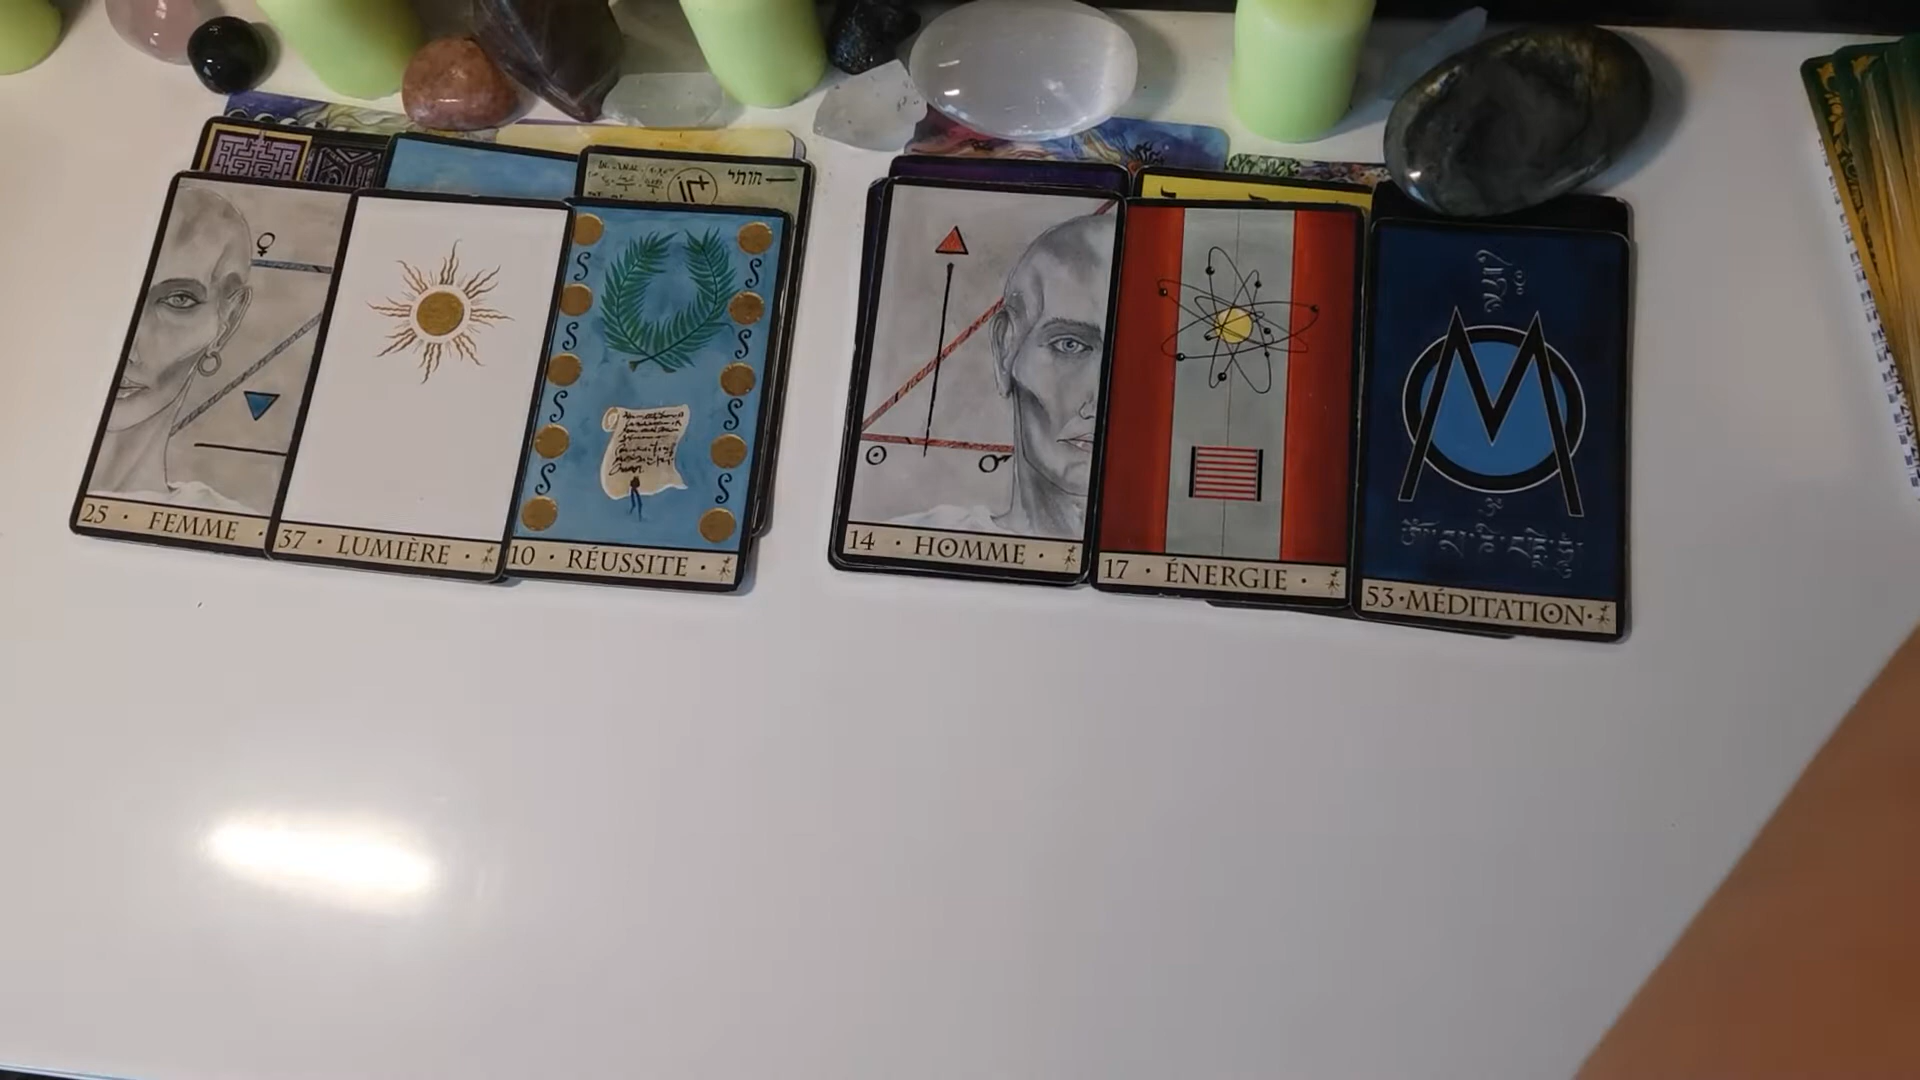 25 · FEMME ·
37 · LUMIÈRE ·
10 · RÉUSSITE ·
14 · HOMME ·
17 · ÉNERGIE ·
53 · MÉDITATION ·